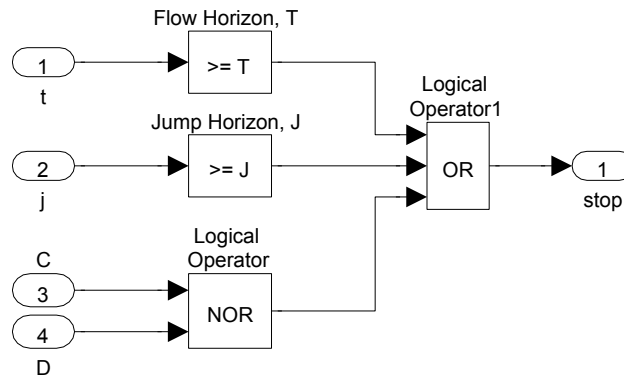 Flow Horizon, T
1
>= T
t
Logical
Operator1
Jump Horizon, J
2
>= J
j
OR
1
stop
Logical
Operator
C
3
NOR
4
D